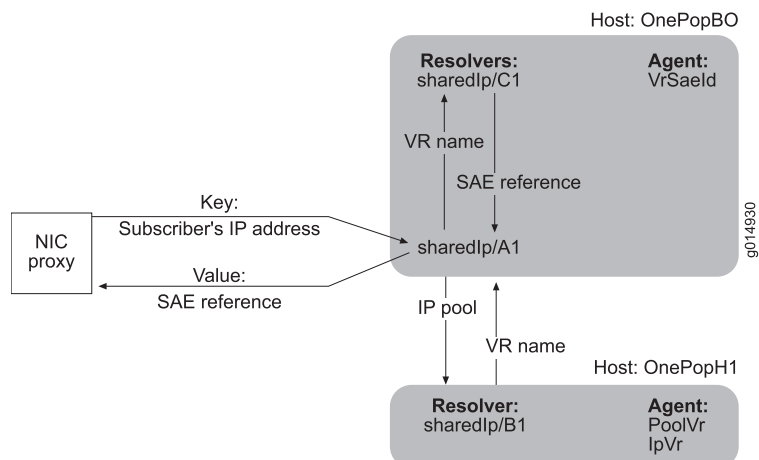 Host: OnePopBO
Resolvers:
sharedIp/C1
Agent:
VrSaeId
VR name
SAE reference
Key:
Subscriber's IP address
NIC
proxy
sharedIp/A1
Value:
SAE reference
g014930
IP pool
VR name
Host: OnePopH1
Resolver:
sharedIp/B1
Agent:
PoolVr
IpVr